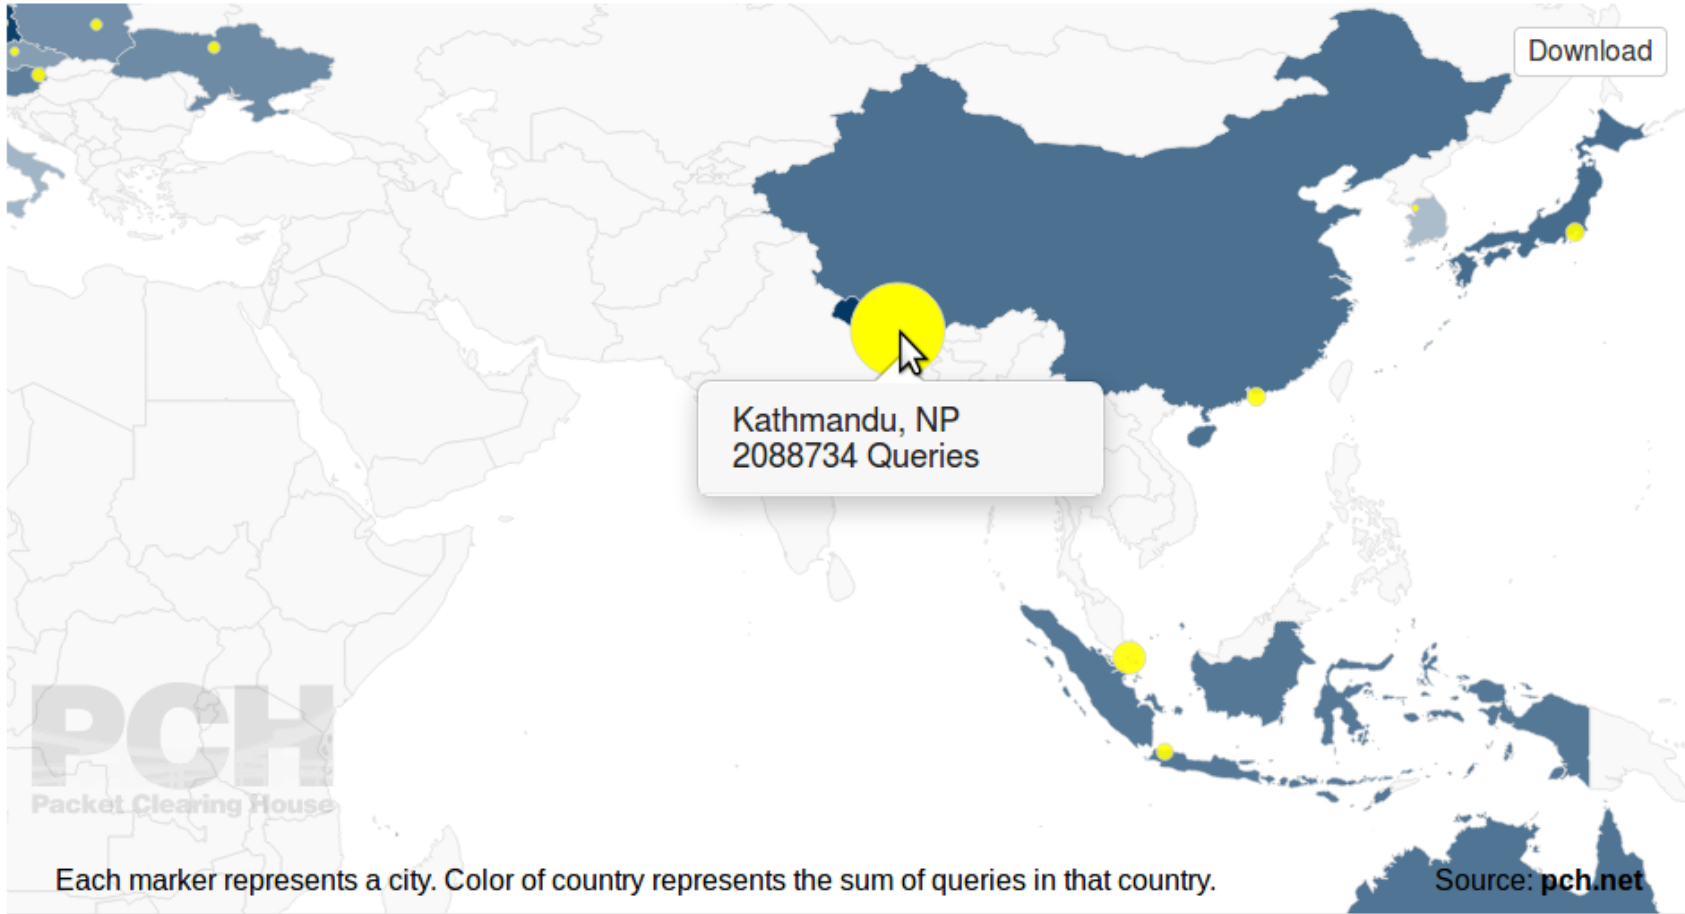 Download
Kathmandu, NP
2088734 Queries
PCH
Packet Clearing House
Each marker represents a city. Color of country represents the sum of queries in that country.
Source: pch.net